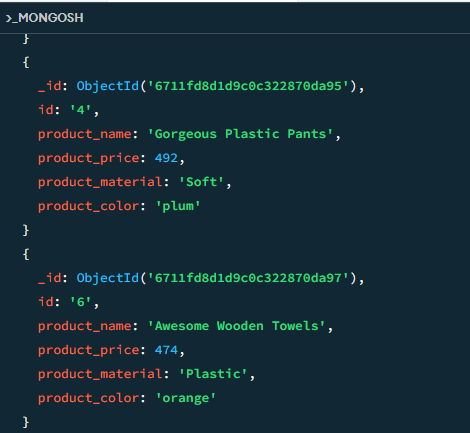 >_MONGOSH
}
{
_id: ObjectId('6711fd8d1d9c0c322870da95'),
id: '4',
product_name: 'Gorgeous Plastic Pants',
product_price: 492,
product_material: 'Soft',
product_color: 'plum'
}
{
_id: ObjectId('6711fd8d1d9c0c322870da97'),
id: '6',
product_name: 'Awesome Wooden Towels',
product_price: 474,
product_material: 'Plastic',
product_color: 'orange'
}